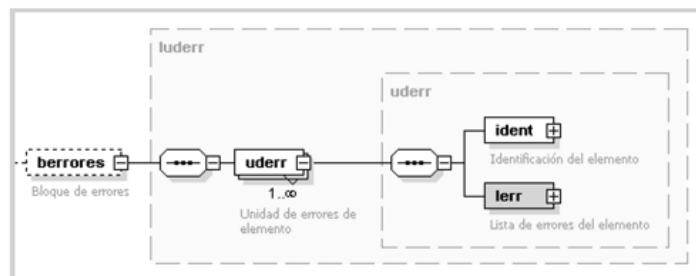 luderr
uderr
ident
Identificación del elemento
berrores
Bloque de errores
uderr
1..∞
Unidad de errores de
elemento
lerr
Lista de errores del elemento